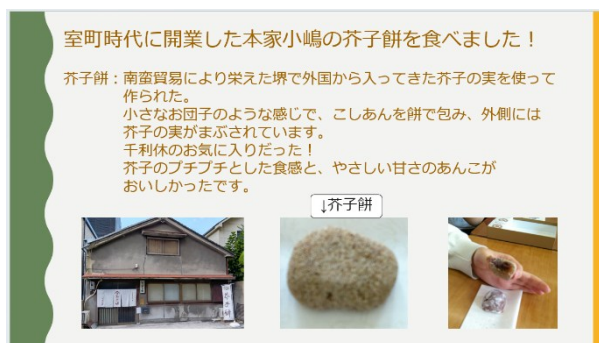 室町時代に開業した本家小嶋の芥子餅を食べました！
芥子餅：南蛮貿易により栄えた堺で外国から入ってきた芥子の実を使って
作られた。
小さなお団子のような感じで、こしあんを餅で包み、外側には
芥子の実がまぶされています。
千利休のお気に入りだった！
芥子のプチプチとした食感と、やさしい甘さのあんこが
おいしかったです。
↓芥子餅